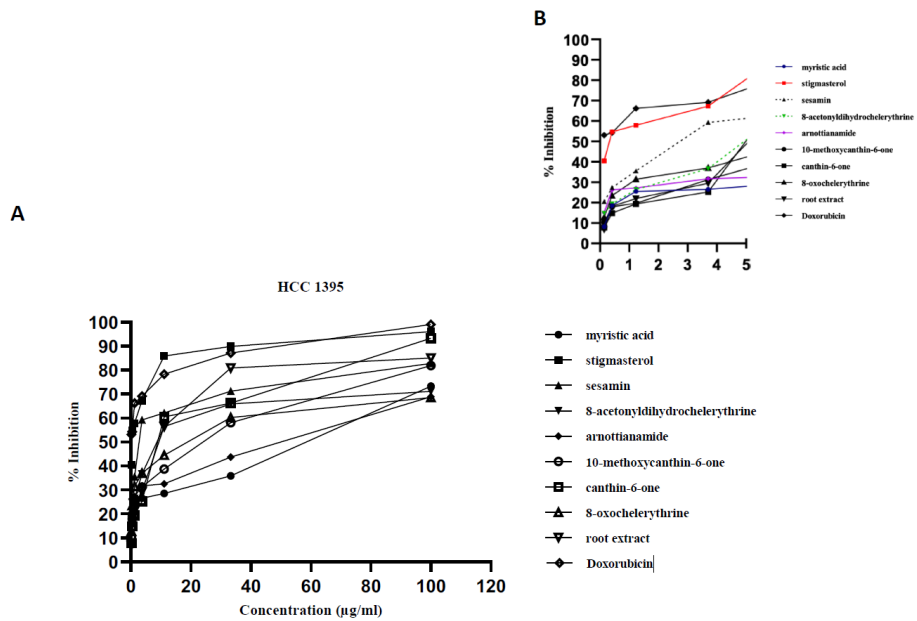 B
100
90
80
70
60
50
40
30
20
10
0
% Inhibition
0 1 2 3 4 5
myristic acid
stigmasterol
sesamin
8-acetonyldihydrochelerythrine
arnottianamide
10-methoxycanthin-6-one
canthin-6-one
8-oxochelerythrine
root extract
Doxorubicin
A
HCC 1395
100
90
80
70
60
50
40
30
20
10
0
% Inhibition
0 20 40 60 80 100 120
Concentration (µg/ml)
myristic acid
stigmasterol
sesamin
8-acetonyldihydrochelerythrine
arnottianamide
10-methoxycanthin-6-one
canthin-6-one
8-oxochelerythrine
root extract
Doxorubicin